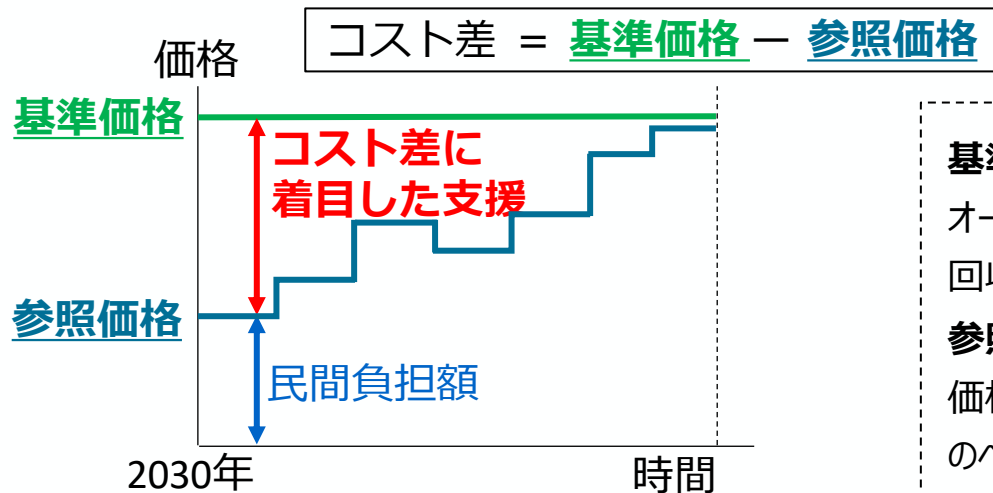 コスト差 = 基準価格 ー 参照価格
価格
基準価格
コスト差に
着目した支援
参照価格
民間負担額
2030年
時間
オー
回収
価格
の